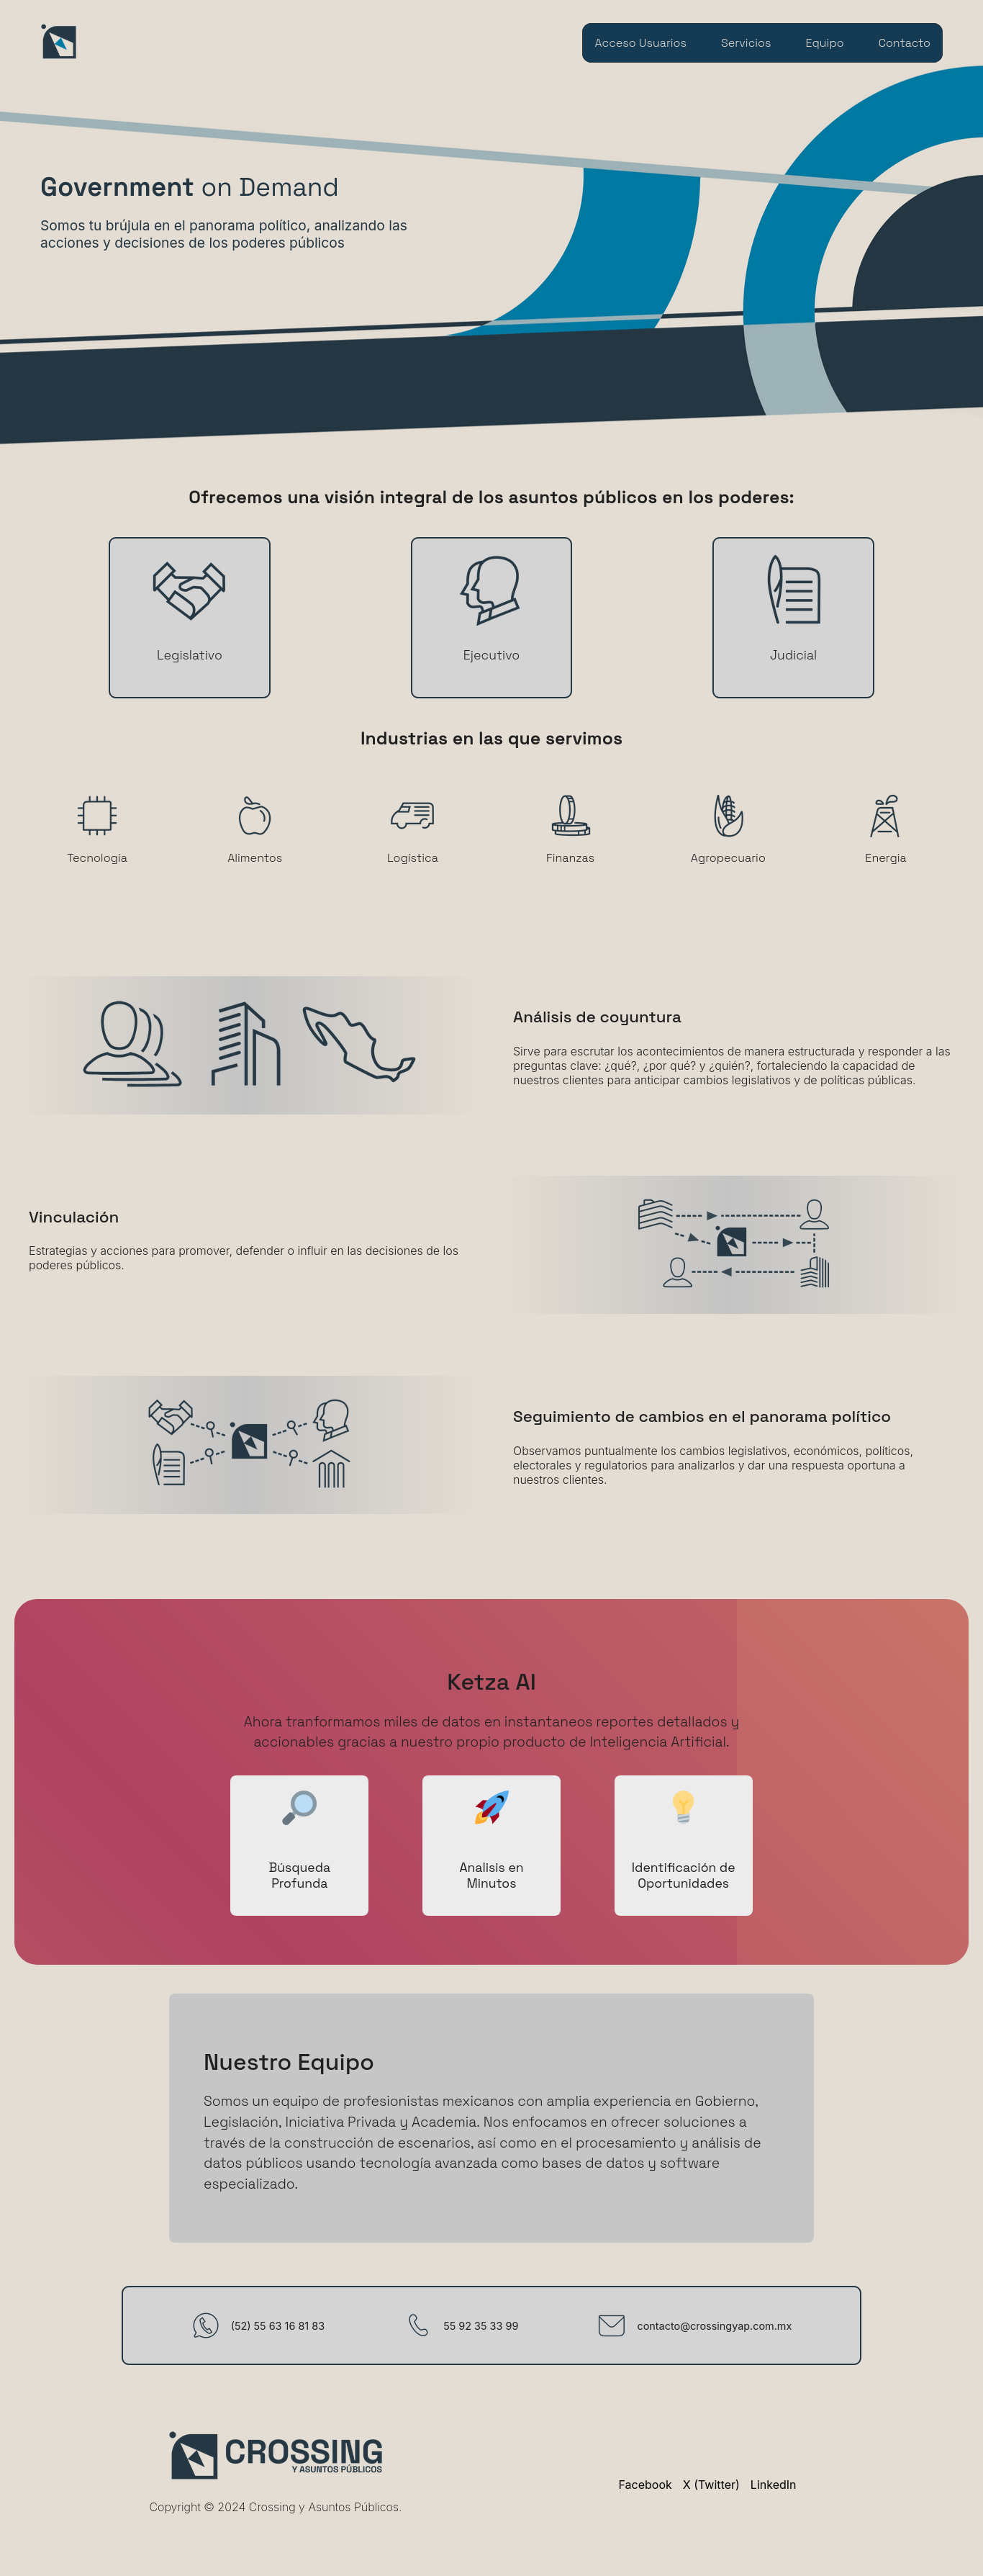 Acceso Usuarios Servicios Equipo Contacto
Government on Demand
Somos tu brújula en el panorama político, analizando las
acciones y decisiones de los poderes públicos
Ofrecemos una visión integral de los asuntos públicos en los poderes:
Legislativo Ejecutivo Judicial
Industrias en las que servimos
Tecnología Alimentos Logística Finanzas Agropecuario Energia
Análisis de coyuntura
Sirve para escrutar los acontecimientos de manera estructurada y responder a las
preguntas clave: ¿qué?, ¿por qué? y ¿quién?, fortaleciendo la capacidad de
nuestros clientes para anticipar cambios legislativos y de políticas públicas.
Vinculación
Estrategias y acciones para promover, defender o influir en las decisiones de los
poderes públicos.
Seguimiento de cambios en el panorama político
Observamos puntualmente los cambios legislativos, económicos, políticos,
electorales y regulatorios para analizarlos y dar una respuesta oportuna a
nuestros clientes.
Ketza AI
Ahora tranformamos miles de datos en instantaneos reportes detallados y
accionables gracias a nuestro propio producto de Inteligencia Artificial.
Búsqueda
Profunda
Analisis en
Minutos
Identificación de
Oportunidades
Nuestro Equipo
Somos un equipo de profesionistas mexicanos con amplia experiencia en Gobierno,
Legislación, Iniciativa Privada y Academia. Nos enfocamos en ofrecer soluciones a
través de la construcción de escenarios, así como en el procesamiento y análisis de
datos públicos usando tecnología avanzada como bases de datos y software
especializado.
(52) 55 63 16 81 83 55 92 35 33 99 contacto@crossingyap.com.mx
CROSSING
Y ASUNTOS PÚBLICOS
Copyright © 2024 Crossing y Asuntos Públicos.
Facebook X (Twitter) LinkedIn